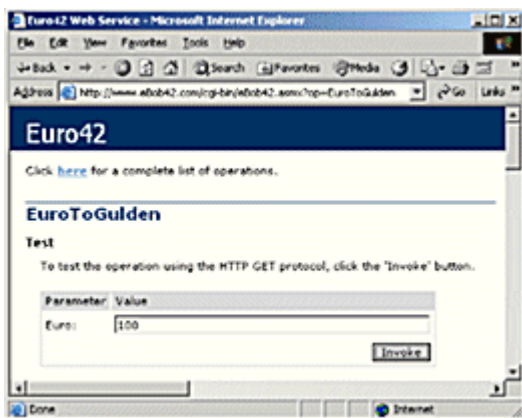 Euro42 Web Service - Microsoft Internet Explorer
File Edit View Favorites Tools Help
Back Search Favorites Media
Address http://www.eBob42.com/cgi-bin/eBob42.asmx?op=EuroToGulden Go Links
Euro42
Click here for a complete list of operations.
EuroToGulden
Test
To test the operation using the HTTP GET protocol, click the 'Invoke' button.
Parameter Value
Euro: 100
Invoke
Done Internet